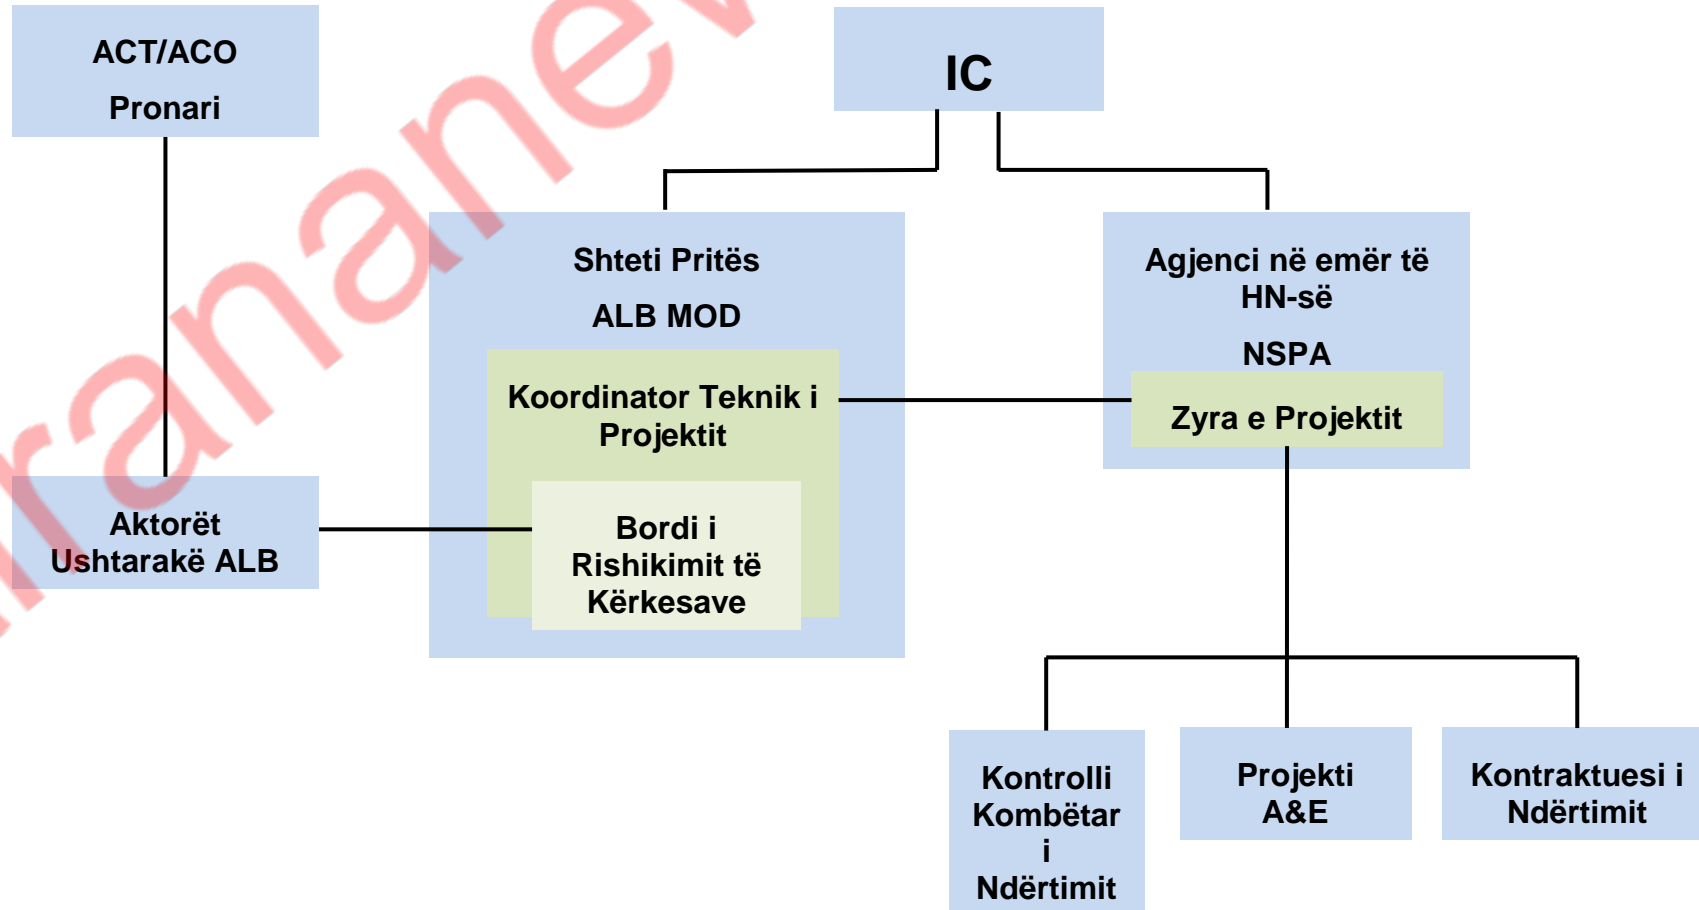 ACT/ACO
Pronari
IC
Shteti Pritës
ALB MOD
Koordinator Teknik i
Projektit
Bordi i
Rishikimit të
Kërkesave
Agjenci në emër të
HN-së
NSPA
Zyra e Projektit
Aktorët
Ushtarakë ALB
Kontrolli
Kombëtar
i
Ndërtimit
Projekti
A&E
Kontraktuesi i
Ndërtimit